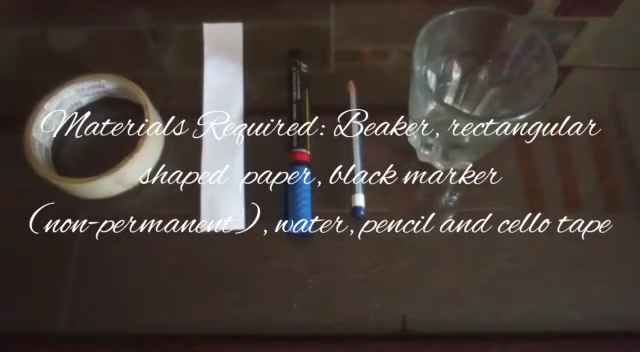 Materials Required: Beaker, rectangular
shaped paper, black marker
(non-permanent), water, pencil and cello tape